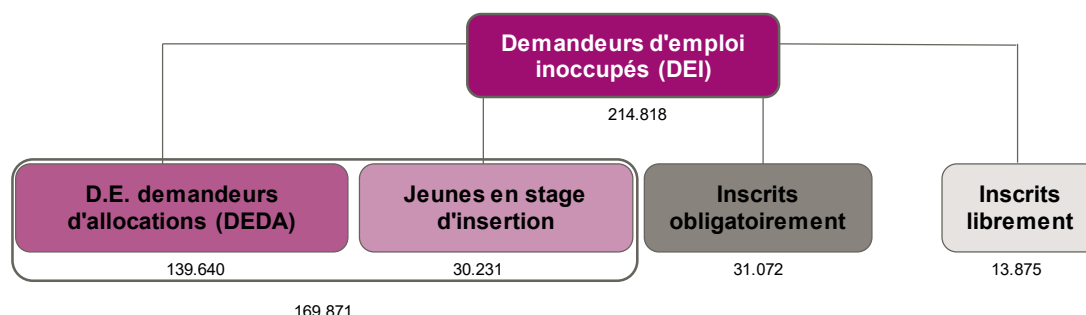 Demandeurs d'emploi
inoccupés (DEI)
214.818
D.E. demandeurs
d'allocations (DEDA)
Jeunes en stage
d'insertion
Inscrits
obligatoirement
Inscrits
librement
139.640
30.231
31.072
13.875
169.871